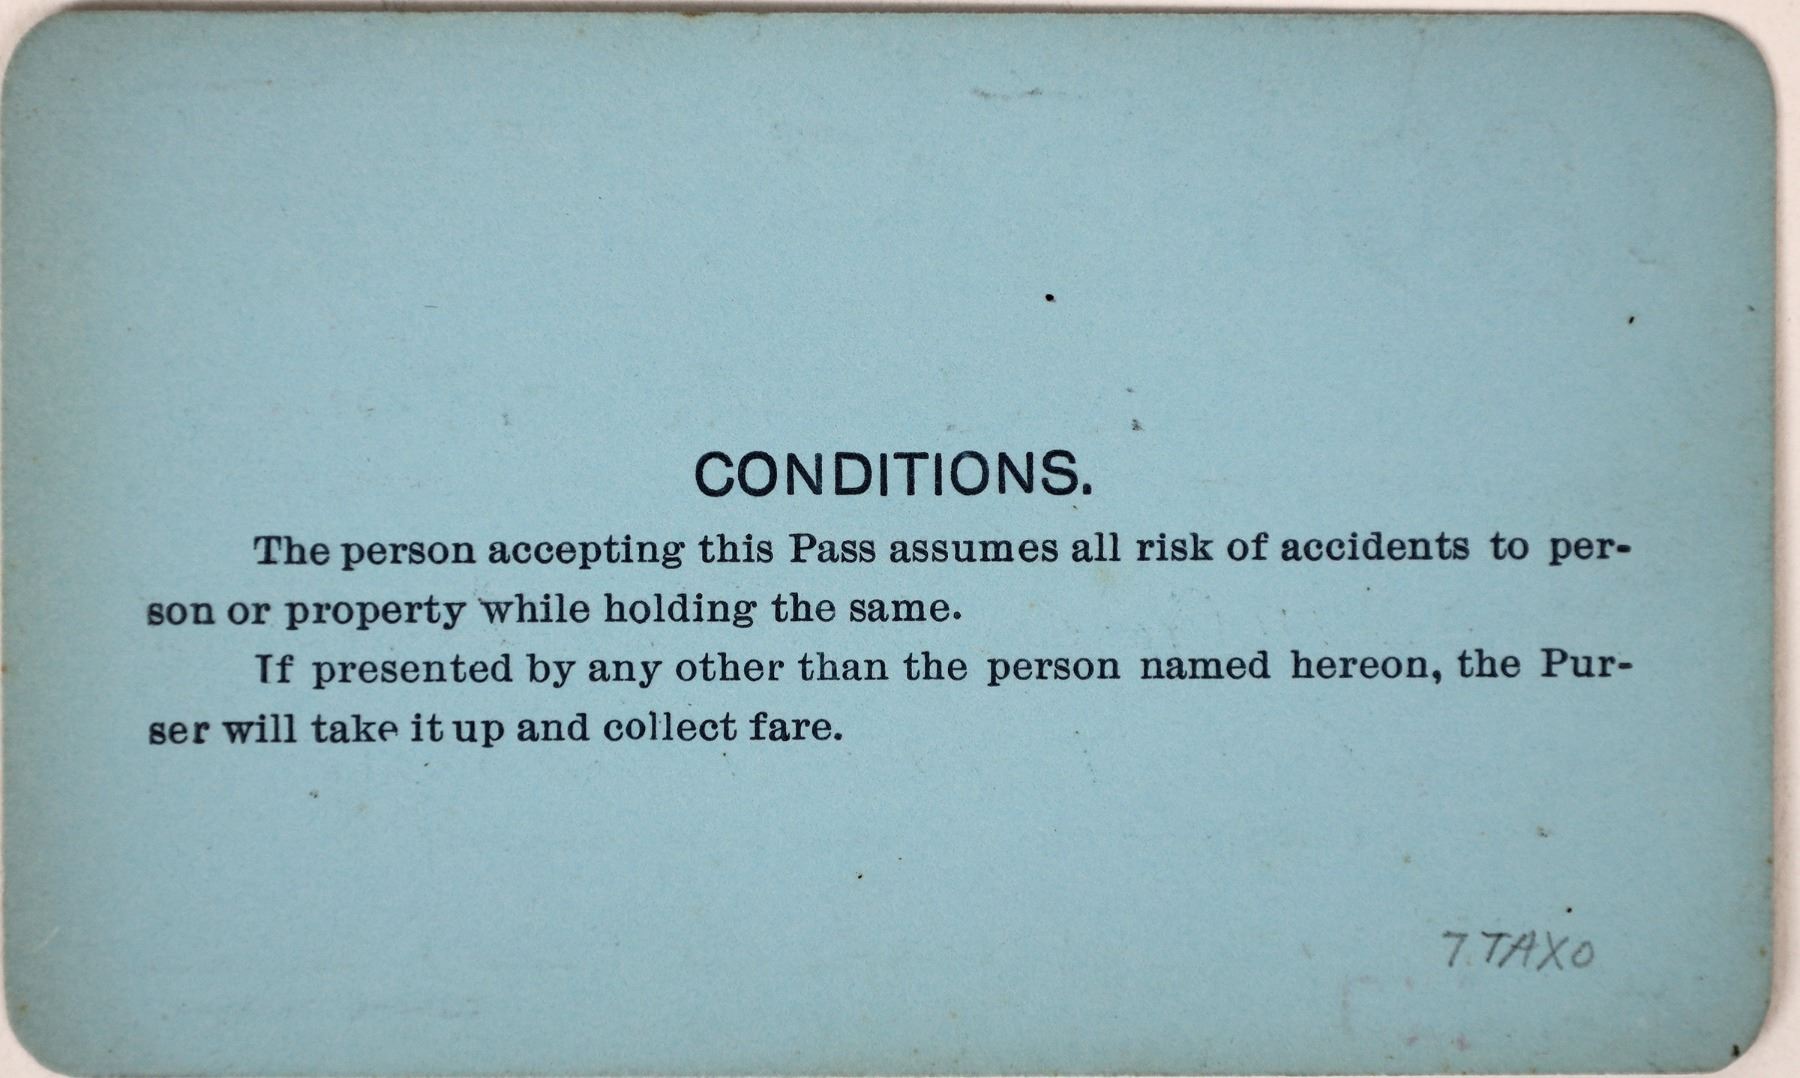 CONDITIONS.
The person accepting this Pass assumes all risk of accidents to per-
son or property while holding the same.
If presented by any other than the person named hereon, the Pur-
ser will take it up and collect fare.
7.TAXO